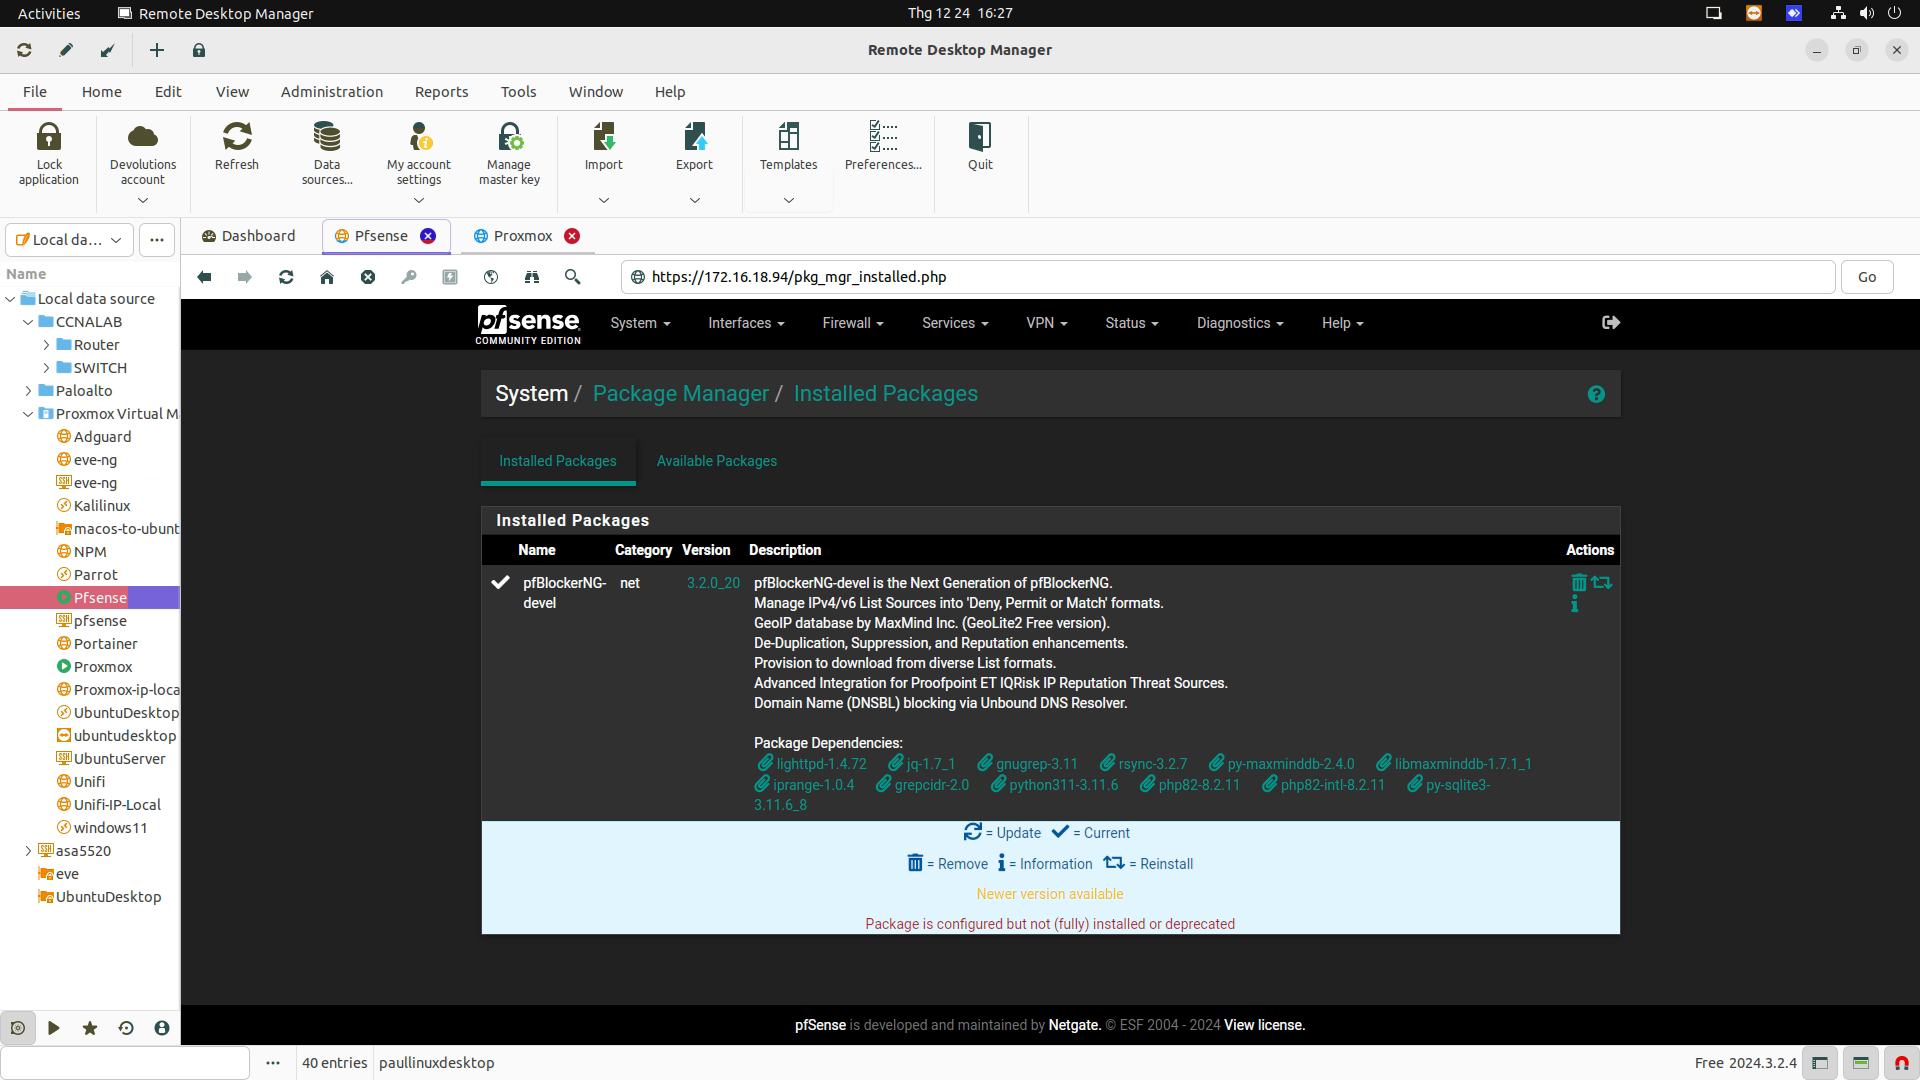 Activities Remote Desktop Manager Thg 12 24 16:27
Remote Desktop Manager
File Home Edit View Administration Reports Tools Window Help
Lock application
Devolutions account
Refresh
Data sources...
My account settings
Manage master key
Import
Export
Templates
Preferences...
Quit
Local da...
Dashboard Pfsense Proxmox
https://172.16.18.94/pkg_mgr_installed.php Go
Name
Local data source
CCNALAB
Router
SWITCH
Paloalto
Proxmox Virtual M
Adguard
eve-ng
eve-ng
Kalilinux
macos-to-ubunt
NPM
Parrot
Pfsense
pfsense
Portainer
Proxmox
Proxmox-ip-loca
UbuntuDesktop
ubuntudesktop
UbuntuServer
Unifi
Unifi-IP-Local
windows11
asa5520
eve
UbuntuDesktop
pfsense
COMMUNITY EDITION
System Interfaces Firewall Services VPN Status Diagnostics Help
System / Package Manager / Installed Packages
Installed Packages Available Packages
Installed Packages
Name Category Version Description Actions
pfBlockerNG-devel net 3.2.0_20 pfBlockerNG-devel is the Next Generation of pfBlockerNG.
Manage IPv4/v6 List Sources into 'Deny, Permit or Match' formats.
GeoIP database by MaxMind Inc. (GeoLite2 Free version).
De-Duplication, Suppression, and Reputation enhancements.
Provision to download from diverse List formats.
Advanced Integration for Proofpoint ET IQRisk IP Reputation Threat Sources.
Domain Name (DNSBL) blocking via Unbound DNS Resolver.
Package Dependencies:
lighttpd-1.4.72 jq-1.7_1 gnugrep-3.11 rsync-3.2.7 py-maxminddb-2.4.0 libmaxminddb-1.7.1_1
iprange-1.0.4 grepcidr-2.0 python311-3.11.6 php82-8.2.11 php82-intl-8.2.11 py-sqlite3-
3.11.6_8
= Update = Current
= Remove = Information = Reinstall
Newer version available
Package is configured but not (fully) installed or deprecated
pfSense is developed and maintained by Netgate. © ESF 2004 - 2024 View license.
40 entries paullinuxdesktop Free 2024.3.2.4